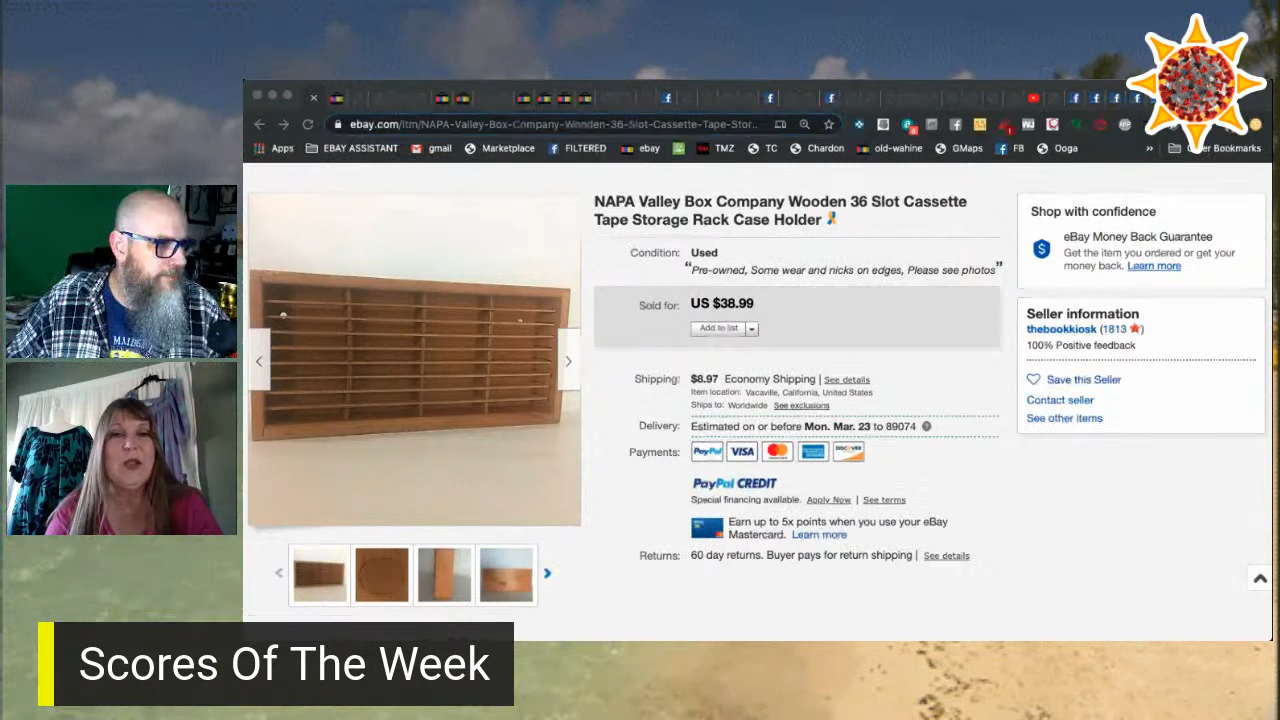 ebay.com/itm/NAPA-Valley-Box-Company-Wooden-36-Slot-Cassette-Tape-Stor...
Apps EBAY ASSISTANT gmail Marketplace FILTERED ebay TMZ TC Chardon old-wahine GMaps FB Ooga » Other Bookmarks
NAPA Valley Box Company Wooden 36 Slot Cassette
Tape Storage Rack Case Holder
Condition: Used
“Pre-owned, Some wear and nicks on edges, Please see photos”
Sold for: US $38.99
Add to list
Shipping: $8.97 Economy Shipping | See details
Item location: Vacaville, California, United States
Ships to: Worldwide See exclusions
Delivery: Estimated on or before Mon. Mar. 23 to 89074
Payments: PayPal VISA mastercard DISCOVER
PayPal CREDIT
Special financing available. Apply Now | See terms
Earn up to 5x points when you use your eBay
Mastercard. Learn more
Returns: 60 day returns. Buyer pays for return shipping | See details
Shop with confidence
eBay Money Back Guarantee
Get the item you ordered or get your
money back. Learn more
Seller information
thebookkiosk (1813)
100% Positive feedback
Save this Seller
Contact seller
See other items
Scores Of The Week